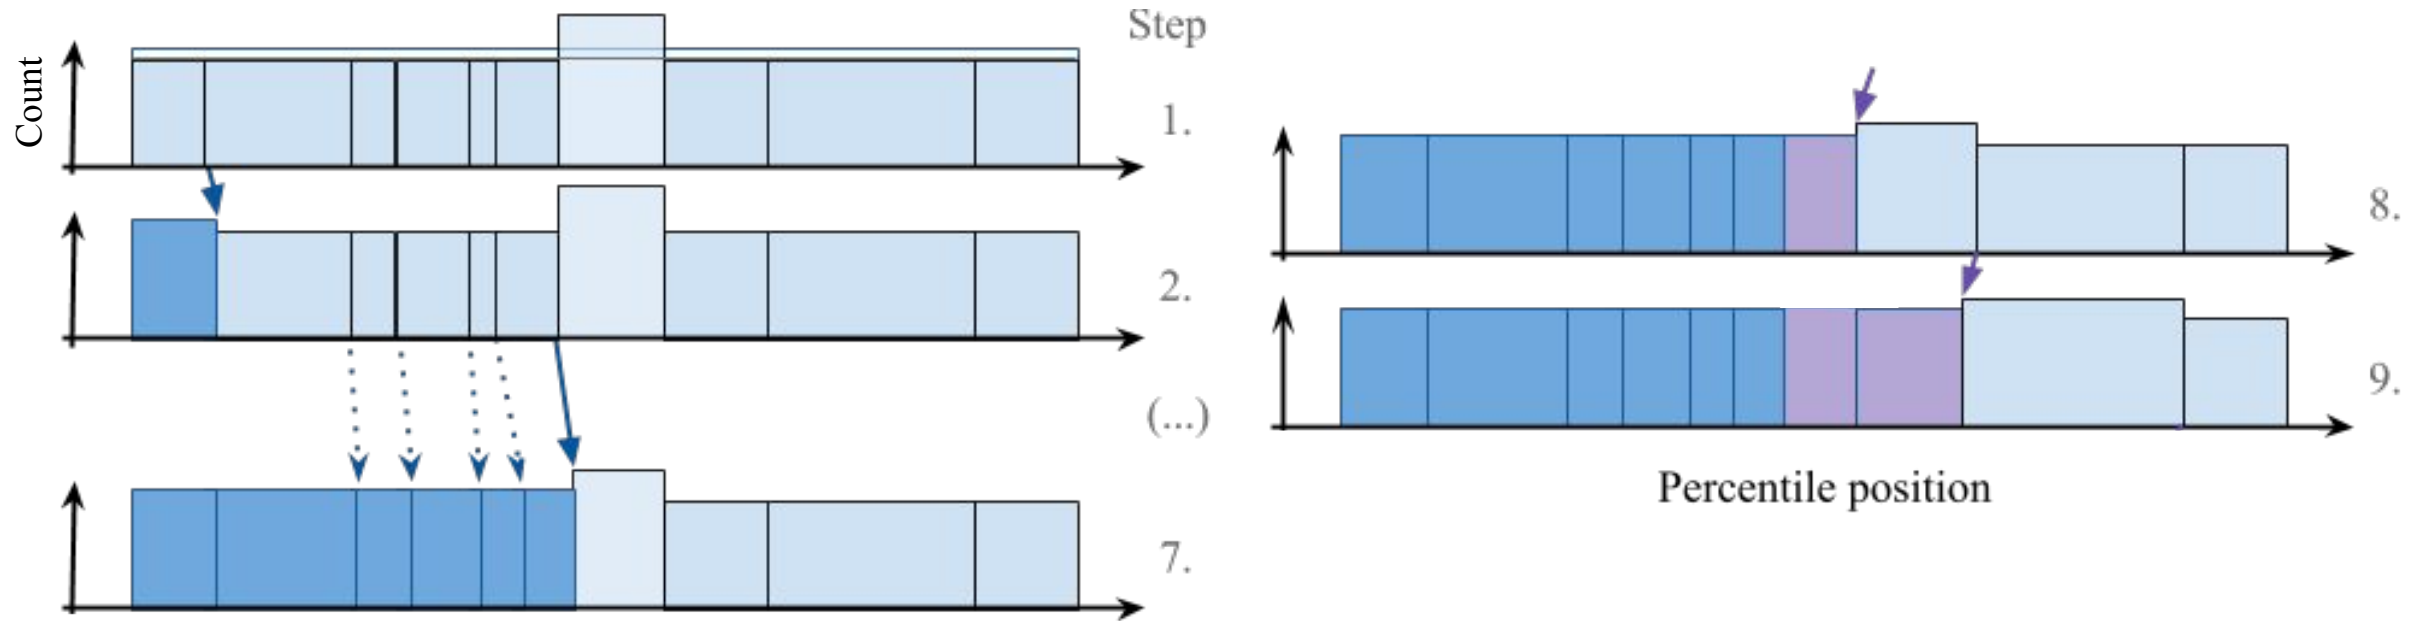 Count
Step
1.
2.
(...)
7.
8.
9.
Percentile position